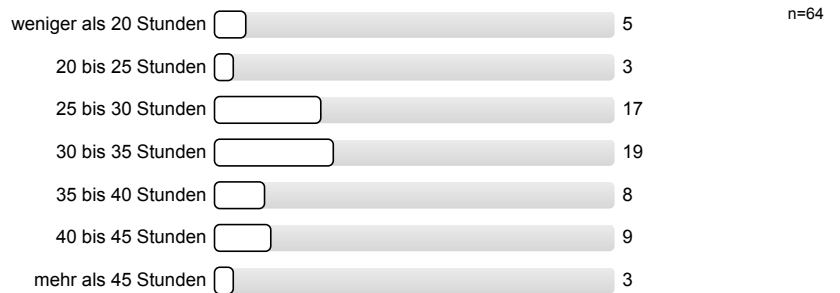 n=64
weniger als 20 Stunden 5
20 bis 25 Stunden 3
25 bis 30 Stunden 17
30 bis 35 Stunden 19
35 bis 40 Stunden 8
40 bis 45 Stunden 9
mehr als 45 Stunden 3